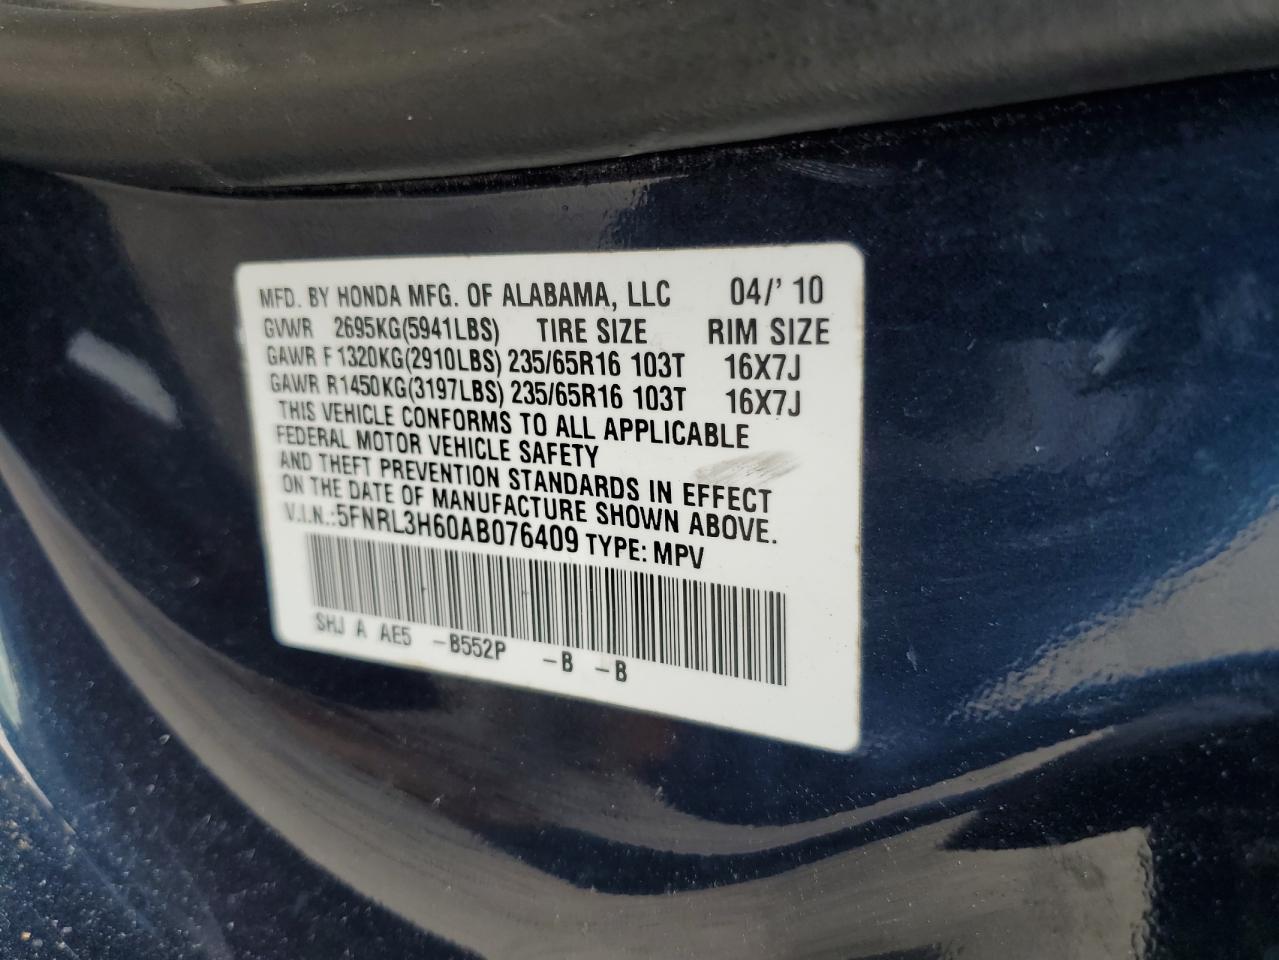 MFD. BY HONDA MFG. OF ALABAMA, LLC 04/' 10
GVWR 2695KG(5941LBS) TIRE SIZE RIM SIZE
GAWR F 1320KG(2910LBS) 235/65R16 103T 16X7J
GAWR R1450KG(3197LBS) 235/65R16 103T 16X7J
THIS VEHICLE CONFORMS TO ALL APPLICABLE
FEDERAL MOTOR VEHICLE SAFETY
AND THEFT PREVENTION STANDARDS IN EFFECT
ON THE DATE OF MANUFACTURE SHOWN ABOVE.
V.I.N.:5FNRL3H60AB076409 TYPE: MPV
SHJ A AE5 -B552P -B -B